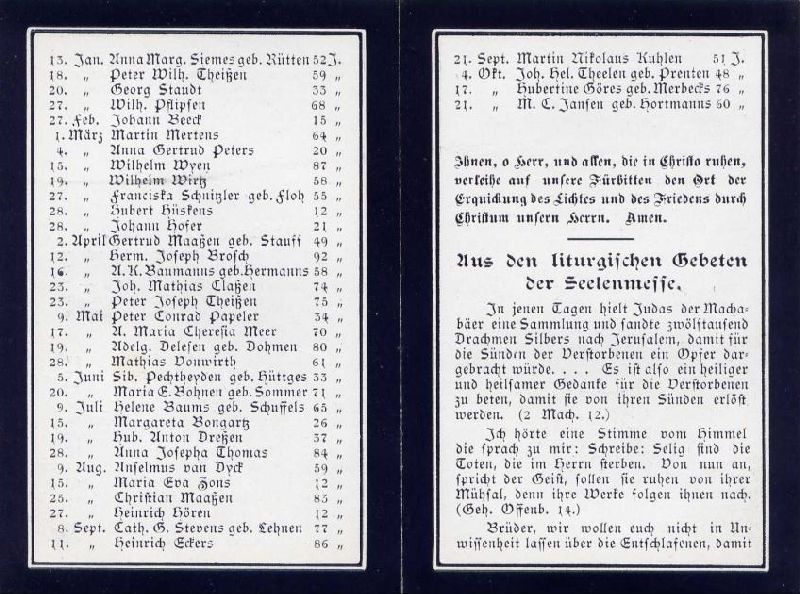 13. Jan. Anna Marg. Siemes geb. Rütten 52 J.
18. „ Peter Wilh. Theißen 59 „
20. „ Georg Staudt 33 „
27. „ Wilh. Pflipsen 68 „
27. Feb. Johann Beeck 15 „
1. März Martin Mertens 64 „
4. „ Anna Gertrud Peters 20 „
15. „ Wilhelm Wyen 87 „
19. „ Wilhelm Wirtz 58 „
27. „ Franciska Schnitzler geb. Floh 55 „
28. „ Hubert Hüskens 12 „
28. „ Johann Hofer 21 „
2. April Gertrud Maaßen geb. Stauff 49 „
12. „ Herm. Joseph Brosch 92 „
16. „ A. K. Baumanns geb. Hermanns 58 „
23. „ Joh. Mathias Claßen 74 „
23. „ Peter Joseph Theißen 75 „
9. Mai Peter Conrad Papeler 34 „
17. „ A. Maria Theresia Meer 70 „
19. „ Adelg. Delesen geb. Dohmen 80 „
28. „ Mathias Vonwirth 61 „
5. Juni Sib. Pechtheyden geb. Hüttges 33 „
20. „ Maria E. Bohnen geb. Sommer 71 „
9. Juli Helene Baums geb. Schuffels 65 „
15. „ Margareta Bongartz 26 „
19. „ Hub. Anton Dreßen 37 „
28. „ Anna Josepha Thomas 84 „
9. Aug. Anselmus van Dyck 59 „
15. „ Maria Eva Zons 12 „
25. „ Christian Maaßen 83 „
27. „ Heinrich Hören 12 „
8. Sept. Cath. G. Stevens geb. Lehnen 77 „
11. „ Heinrich Eckers 86 „
21. Sept. Martin Nikolaus Kuhlen 51 J.
4. Okt. Joh. Hel. Theelen geb. Prenten 48 „
17. „ Hubertine Göres geb. Merbecks 76 „
21. „ M. C. Jansen geb. Hortmanns 60 „
Ihnen, o Herr, und allen, die in Christo ruhen,
verleihe auf unsere Fürbitten den Ort der
Erquickung des Lichtes und des Friedens durch
Christum unsern Herrn. Amen.
Aus den liturgischen Gebeten
der Seelenmesse.
In jenen Tagen hielt Judas der Macha-
bäer eine Sammlung und sandte zwölftausend
Drachmen Silbers nach Jerusalem, damit für
die Sünden der Verstorbenen ein Opfer dar-
gebracht würde. . . . Es ist also ein heiliger
und heilsamer Gedanke für die Verstorbenen
zu beten, damit sie von ihren Sünden erlöst
werden. (2 Mach. 12.)
Ich hörte eine Stimme vom Himmel
die sprach zu mir: Schreibe: Selig sind die
Toten, die im Herrn sterben. Von nun an,
spricht der Geist, sollen sie ruhen von ihrer
Mühsal, denn ihre Werke folgen ihnen nach.
(Geh. Offenb. 14.)
Brüder, wir wollen euch nicht in Un-
wissenheit lassen über die Entschlafenen, damit